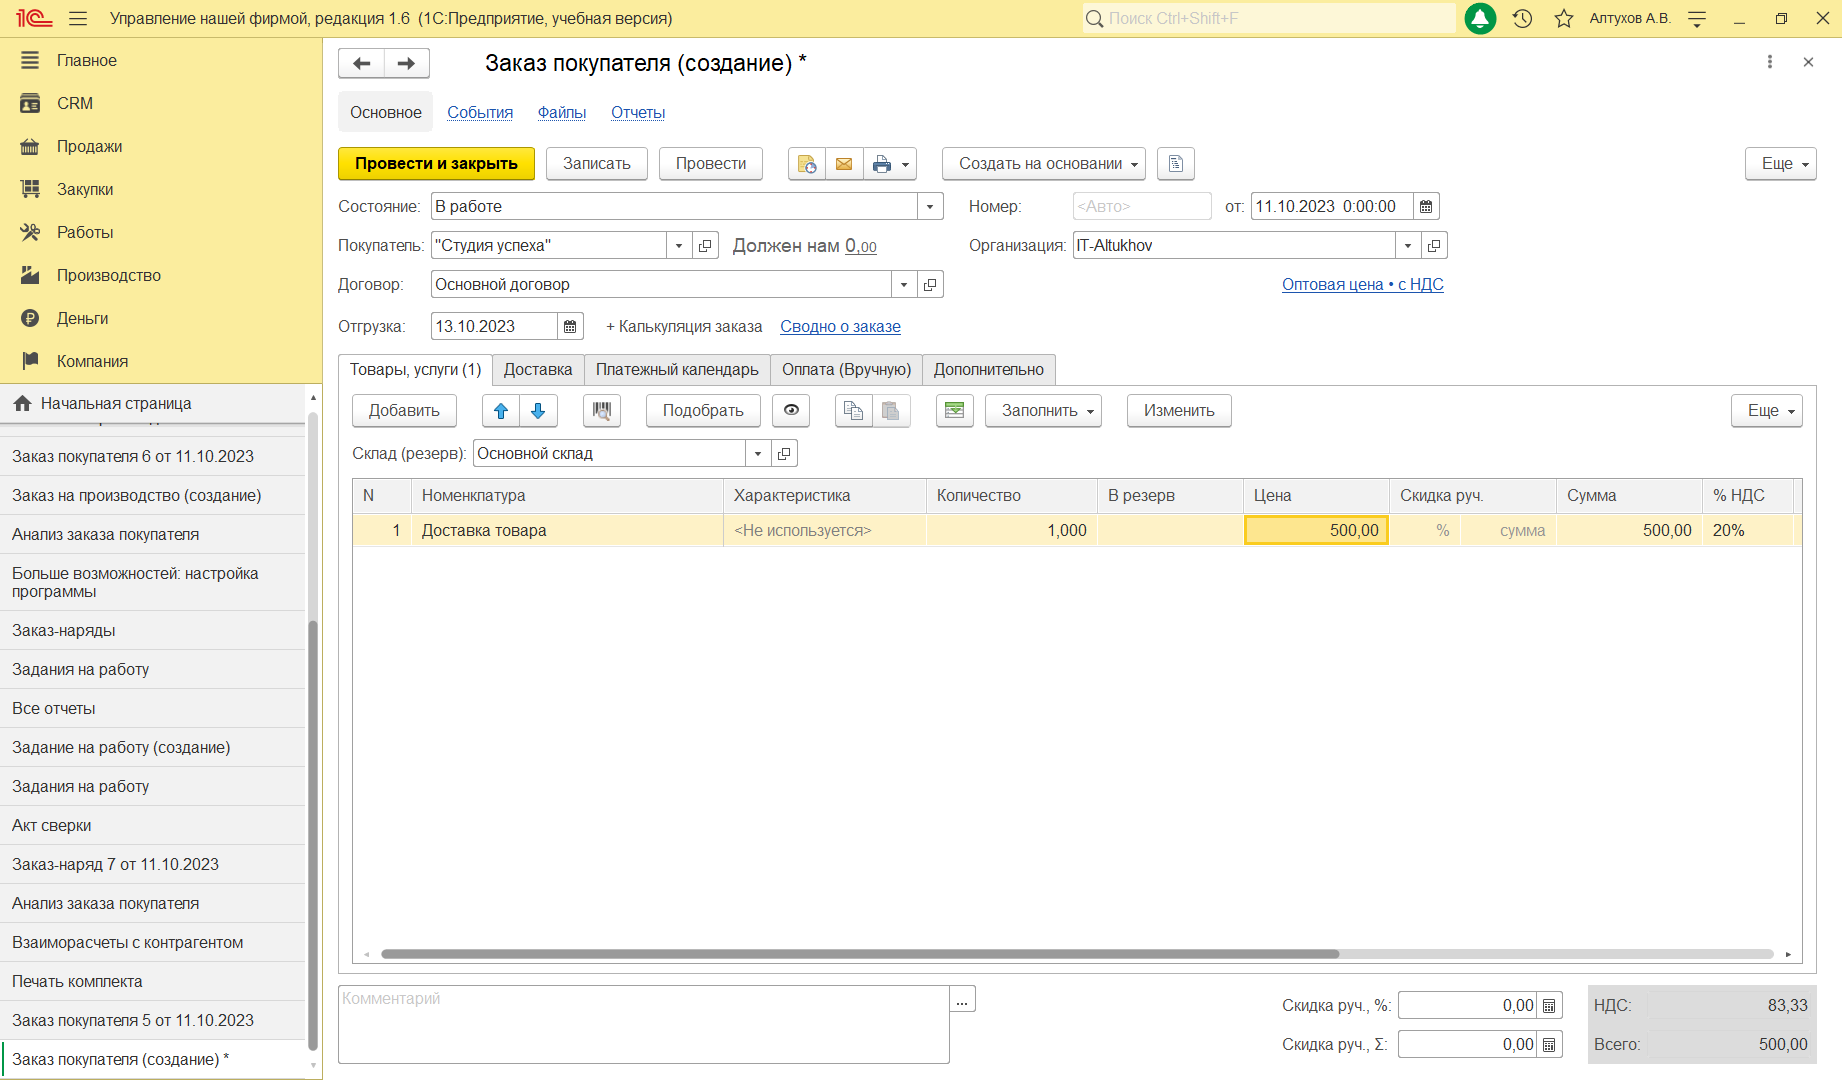 1С Управление нашей фирмой, редакция 1.6 (1С:Предприятие, учебная версия)
Поиск Ctrl+Shift+F
Алтухов А.В.
Главное
CRM
Продажи
Закупки
Работы
Производство
Деньги
Компания
Начальная страница
Заказ покупателя 6 от 11.10.2023
Заказ на производство (создание)
Анализ заказа покупателя
Больше возможностей: настройка
программы
Заказ-наряды
Задания на работу
Все отчеты
Задание на работу (создание)
Задания на работу
Акт сверки
Заказ-наряд 7 от 11.10.2023
Анализ заказа покупателя
Взаиморасчеты с контрагентом
Печать комплекта
Заказ покупателя 5 от 11.10.2023
Заказ покупателя (создание) *
Заказ покупателя (создание) *
Основное События Файлы Отчеты
Провести и закрыть Записать Провести Создать на основании Еще
Состояние: В работе Номер: <Авто> от: 11.10.2023 0:00:00
Покупатель: "Студия успеха" Должен нам 0,00 Организация: IT-Altukhov
Договор: Основной договор Оптовая цена • с НДС
Отгрузка: 13.10.2023 + Калькуляция заказа Сводно о заказе
Товары, услуги (1) Доставка Платежный календарь Оплата (Вручную) Дополнительно
Добавить Подобрать Заполнить Изменить Еще
Склад (резерв): Основной склад
N Номенклатура Характеристика Количество В резерв Цена Скидка руч. Сумма % НДС
1 Доставка товара <Не используется> 1,000 500,00 % сумма 500,00 20%
Комментарий ...
Скидка руч., %: 0,00 НДС: 83,33
Скидка руч., Σ: 0,00 Всего: 500,00